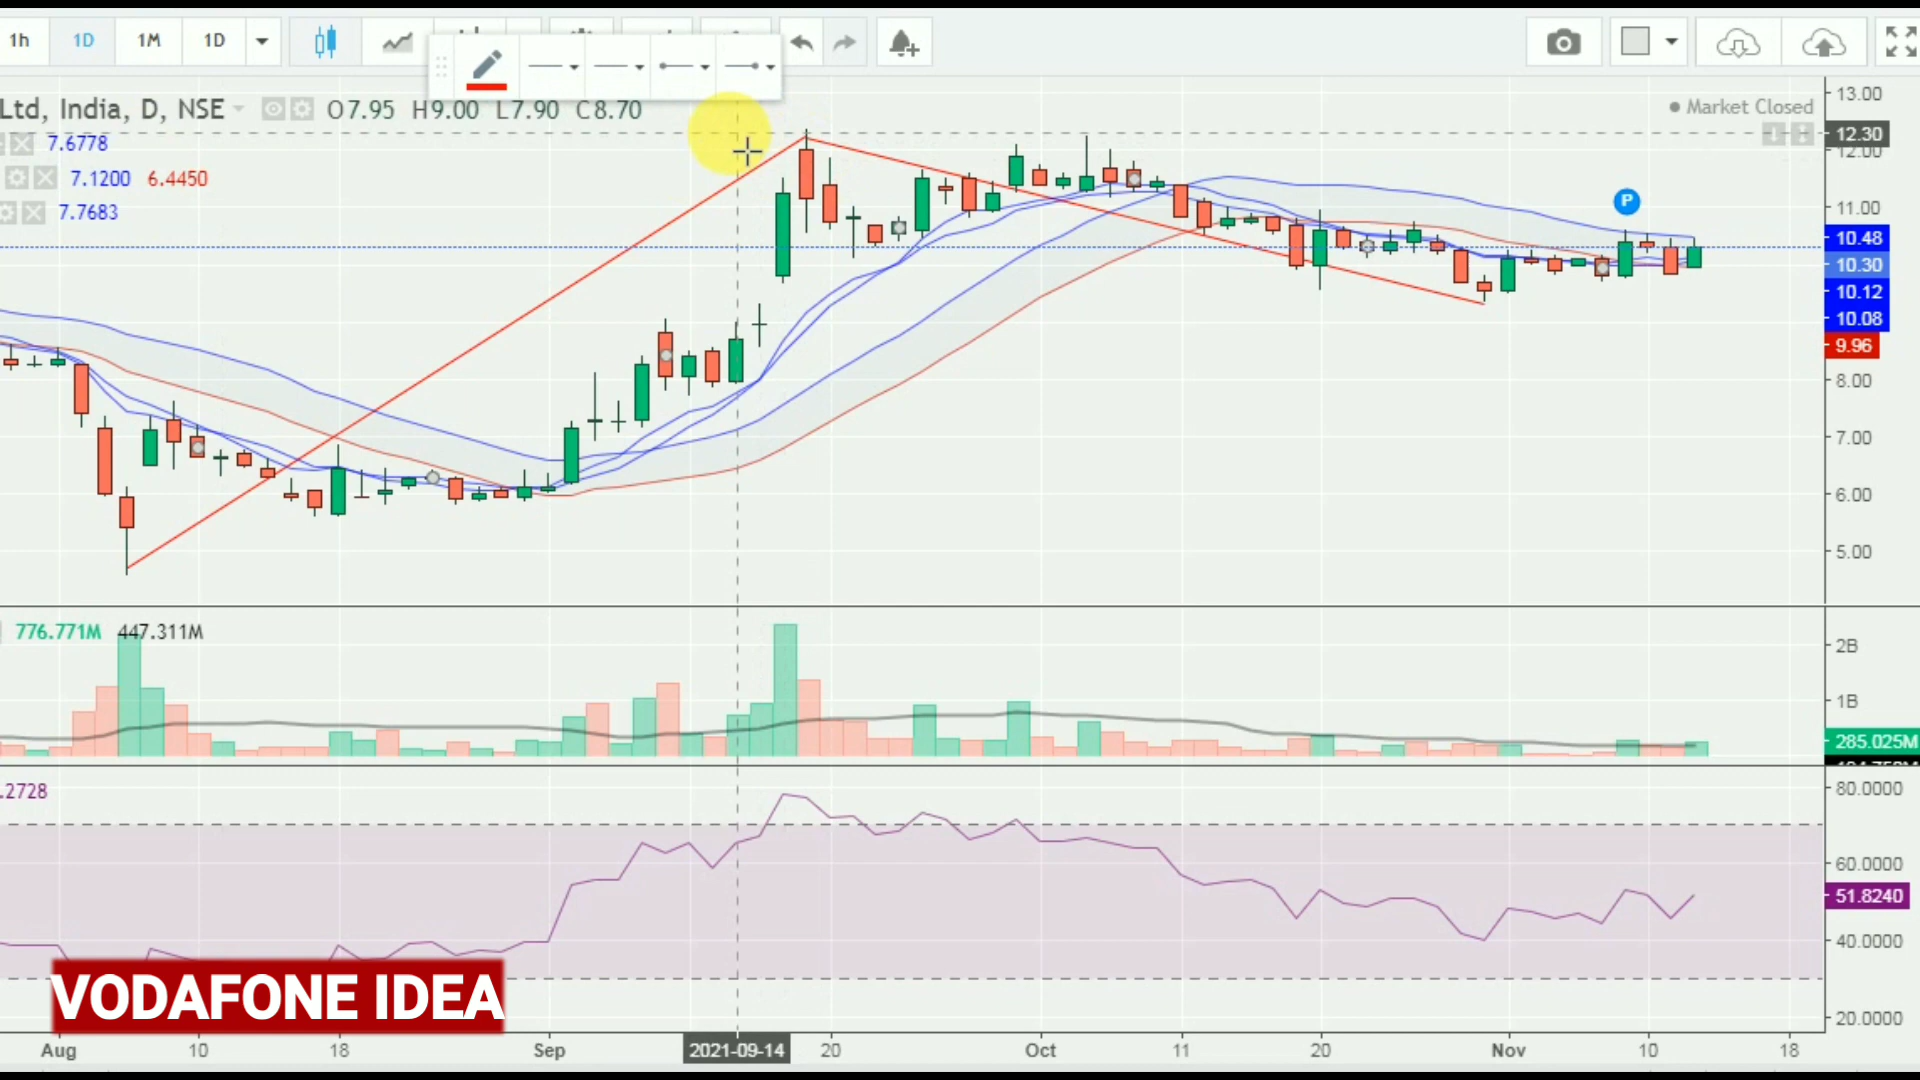 1h 1D 1M 1D
Ltd, India, D, NSE O7.95 H9.00 L7.90 C8.70
Market Closed
7.6778
7.1200 6.4450
7.7683
P
13.00
12.30
12.00
11.00
10.48
10.30
10.12
10.08
9.96
8.00
7.00
6.00
5.00
776.771M 447.311M
2B
1B
285.025M
.2728
80.0000
60.0000
51.8240
40.0000
20.0000
VODAFONE IDEA
Aug 10 18 Sep 2021-09-14 20 Oct 11 20 Nov 10 18